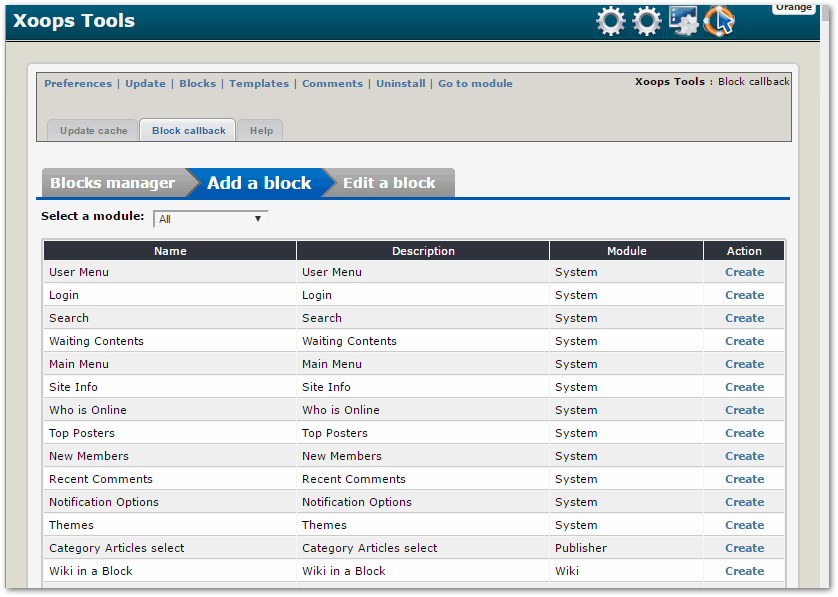 Xoops Tools
Orange
Preferences | Update | Blocks | Templates | Comments | Uninstall | Go to module
Xoops Tools : Block callback
Update cache Block callback Help
Blocks manager Add a block Edit a block
Select a module: All
Name Description Module Action
User Menu User Menu System Create
Login Login System Create
Search Search System Create
Waiting Contents Waiting Contents System Create
Main Menu Main Menu System Create
Site Info Site Info System Create
Who is Online Who is Online System Create
Top Posters Top Posters System Create
New Members New Members System Create
Recent Comments Recent Comments System Create
Notification Options Notification Options System Create
Themes Themes System Create
Category Articles select Category Articles select Publisher Create
Wiki in a Block Wiki in a Block Wiki Create